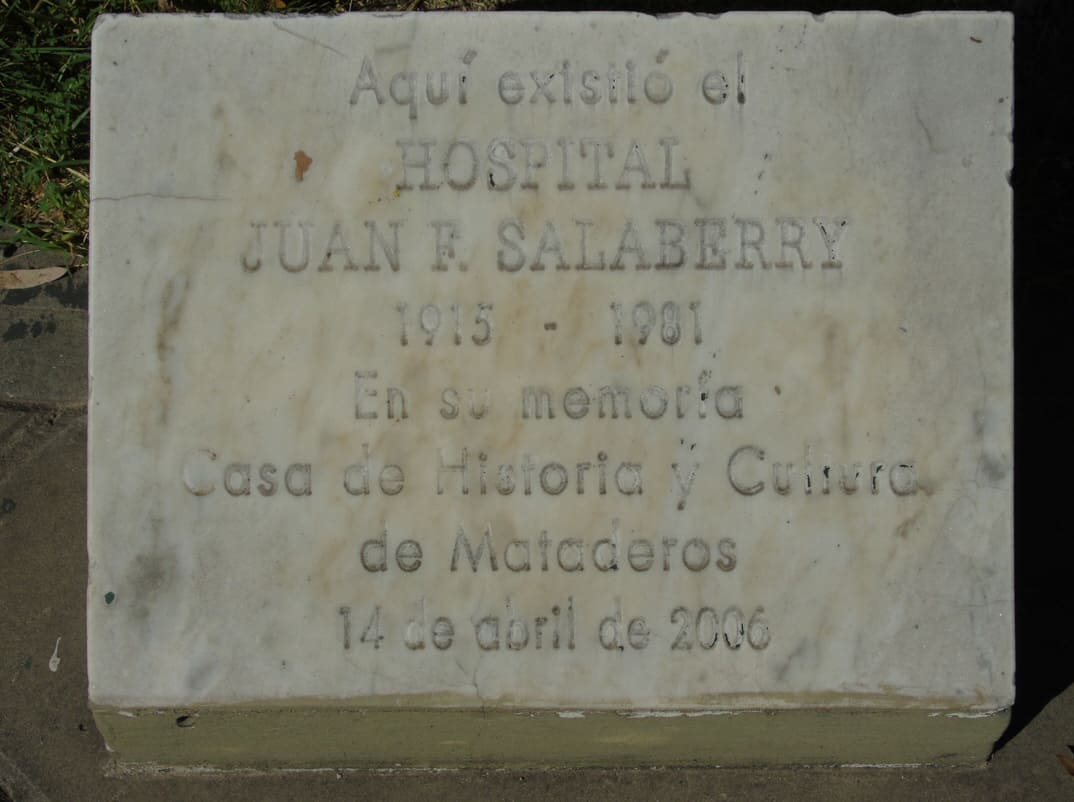 Aquí existió el
HOSPITAL
JUAN F. SALABERRY
1915 - 1981
En su memoria
Casa de Historia y Cultura
de Mataderos
14 de abril de 2006